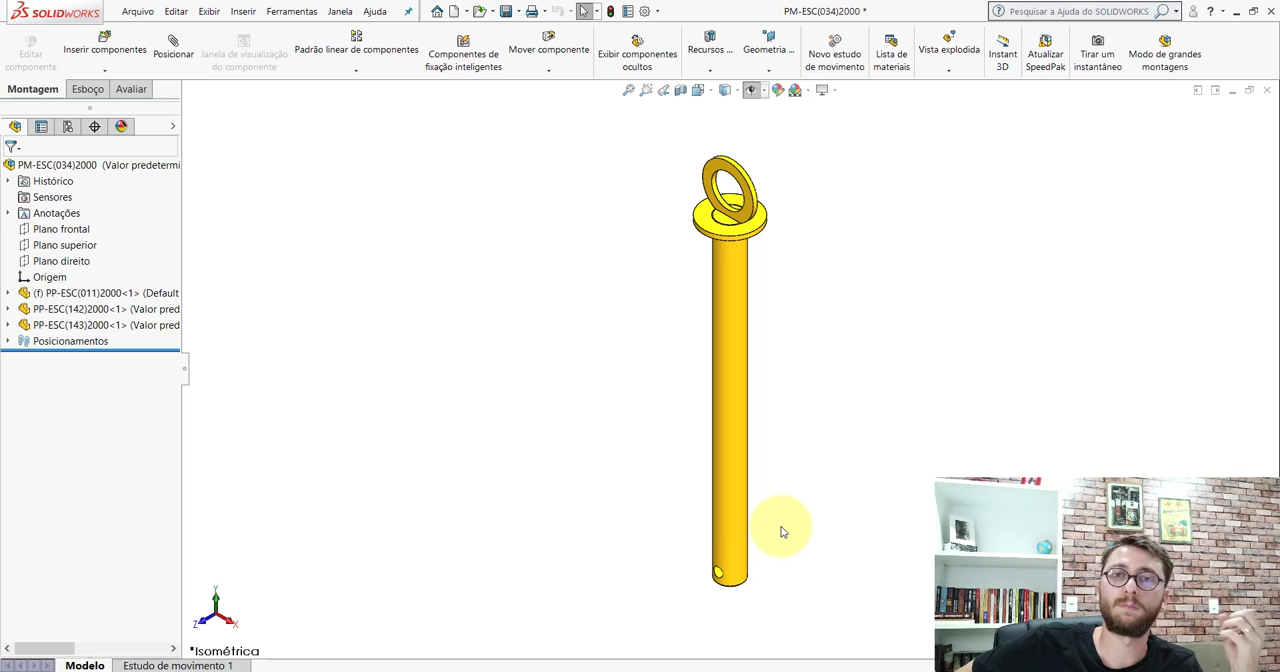 SOLIDWORKS
Arquivo Editar Exibir Inserir Ferramentas Janela Ajuda
PM-ESC(034)2000 *
Pesquisar a Ajuda do SOLIDWORKS
Editar
componente
Inserir componentes
Posicionar
Janela de visualização
do componente
Padrão linear de componentes
Componentes de
fixação inteligentes
Mover componente
Exibir componentes
ocultos
Recursos ...
Geometria ...
Novo estudo
de movimento
Lista de
materiais
Vista explodida
Instant
3D
Atualizar
SpeedPak
Tirar um
instantâneo
Modo de grandes
montagens
Montagem Esboço Avaliar
PM-ESC(034)2000 (Valor predetermi
Histórico
Sensores
Anotações
Plano frontal
Plano superior
Plano direito
Origem
(f) PP-ESC(011)2000<1> (Default
PP-ESC(142)2000<1> (Valor pred
PP-ESC(143)2000<1> (Valor pred
Posicionamentos
Y
Z X
*Isométrica
Modelo Estudo de movimento 1